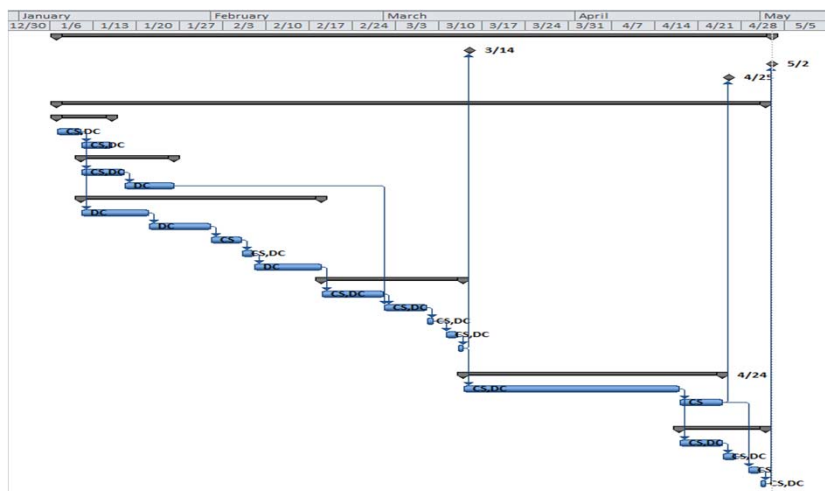 January February March April May
12/30 1/6 1/13 1/20 1/27 2/3 2/10 2/17 2/24 3/3 3/10 3/17 3/24 3/31 4/7 4/14 4/21 4/28 5/5
3/14
5/2
4/25
CS,DC
CS,DC
CS,DC
DC
DC
DC
CS
CS,DC
DC
CS,DC
CS,DC
CS,DC
CS,DC
4/24
CS,DC
CS
CS,DC
CS,DC
CS
CS,DC